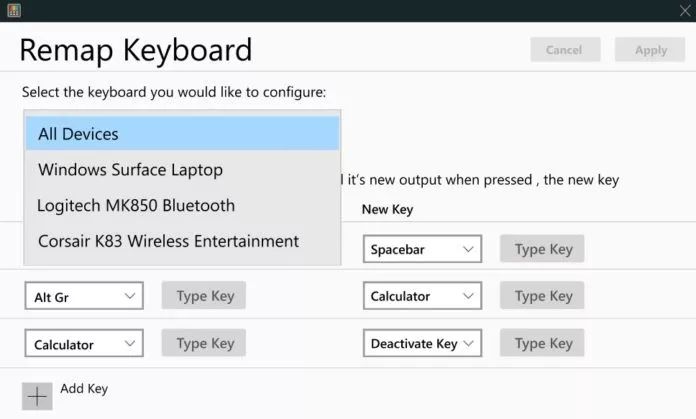 Remap Keyboard
Cancel
Apply
Select the keyboard you would like to configure:
All Devices
Windows Surface Laptop
it's new output when pressed , the new key
Logitech MK850 Bluetooth
New Key
Corsair K83 Wireless Entertainment
Spacebar
Type Key
Alt Gr
Type Key
Calculator
Type Key
Calculator
Type Key
Deactivate Key
Type Key
Add Key